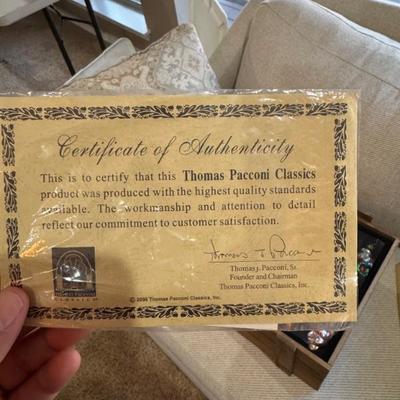 Certificate of Authenticity
This is to certify that this Thomas Pacconi Classics
product was produced with the highest quality standards
available. The workmanship and attention to detail
reflect our commitment to customer satisfaction.
Thomas J. Pacconi, Sr.
Founder and Chairman
Thomas Pacconi Classics, Inc.
CLASSICS
© 2006 Thomas Pacconi Classics, Inc.